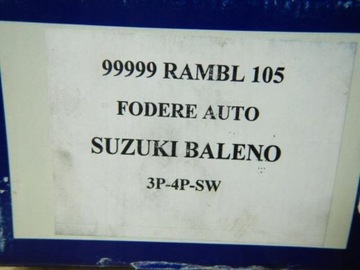 99999 RAMBL 105
FODERE AUTO
SUZUKI BALENO
3P-4P-SW